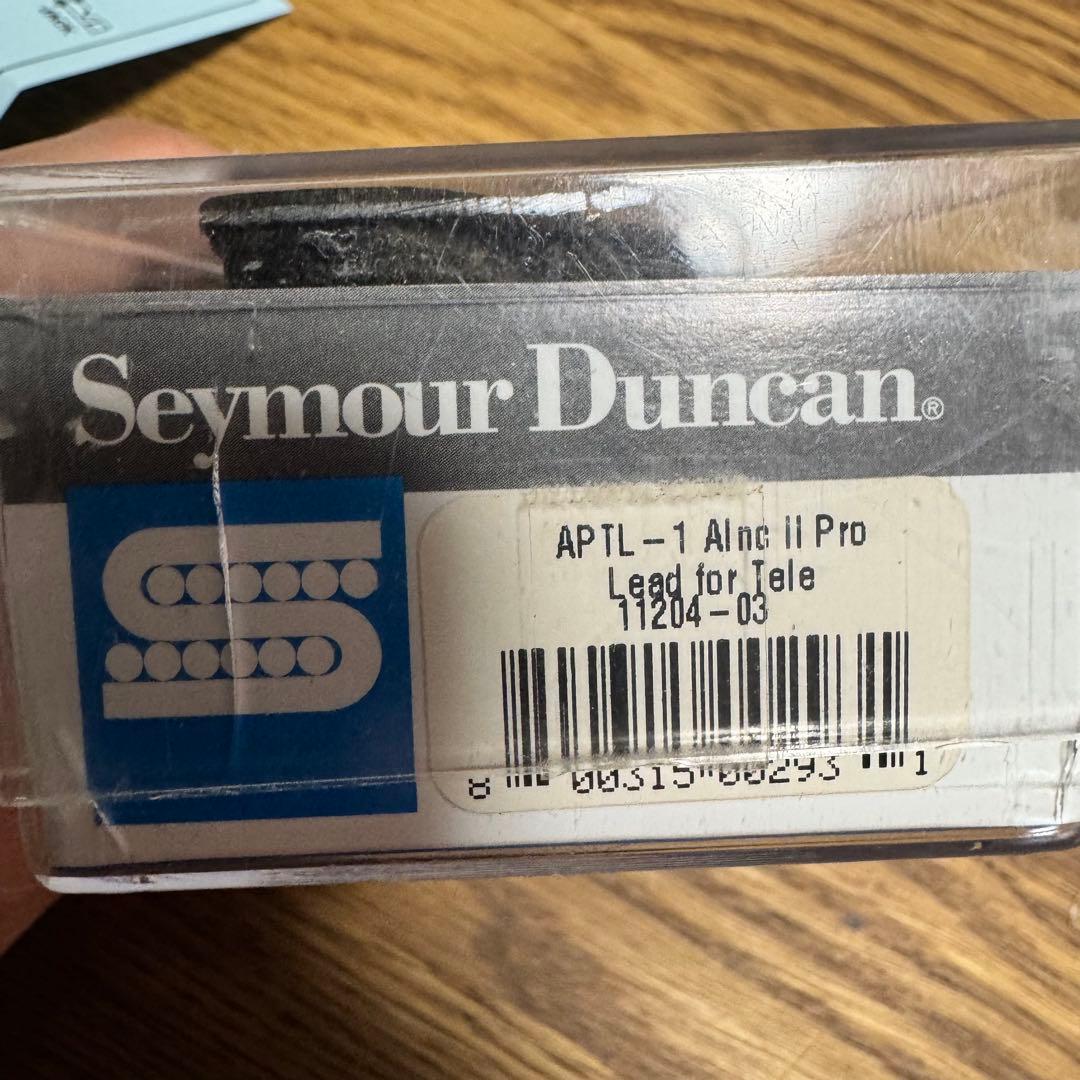 Seymour Duncan®
APTL-1 Alnc II Pro
Lead for Tele
11204-03
8 00315 00293 1